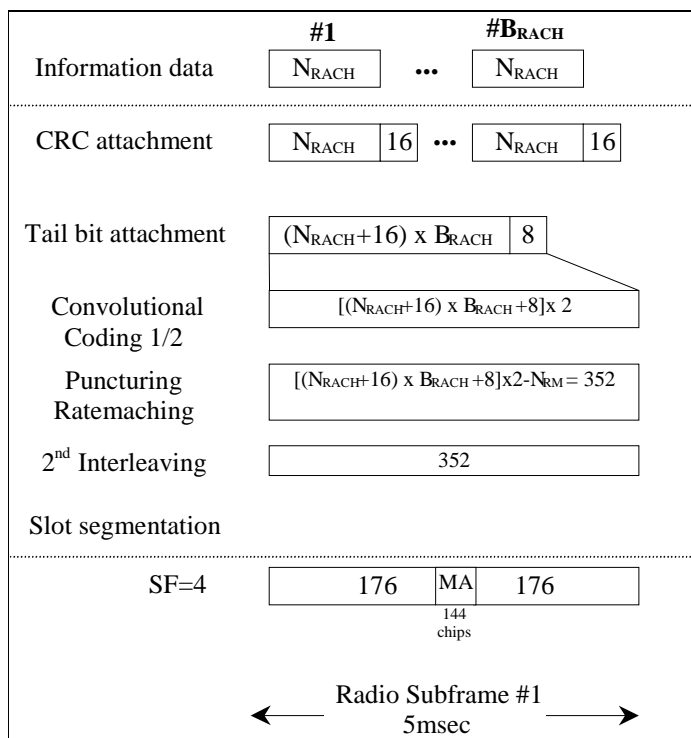 #1 #BRACH
Information data NRACH ... NRACH
CRC attachment NRACH 16 ... NRACH 16
Tail bit attachment (NRACH+16) x BRACH 8
Convolutional
Coding 1/2
[(NRACH+16) x BRACH +8]x 2
Puncturing
Ratemaching
[(NRACH+16) x BRACH +8]x2-NRM = 352
2nd Interleaving 352
Slot segmentation
SF=4 176 MA 176
144
chips
Radio Subframe #1
5msec